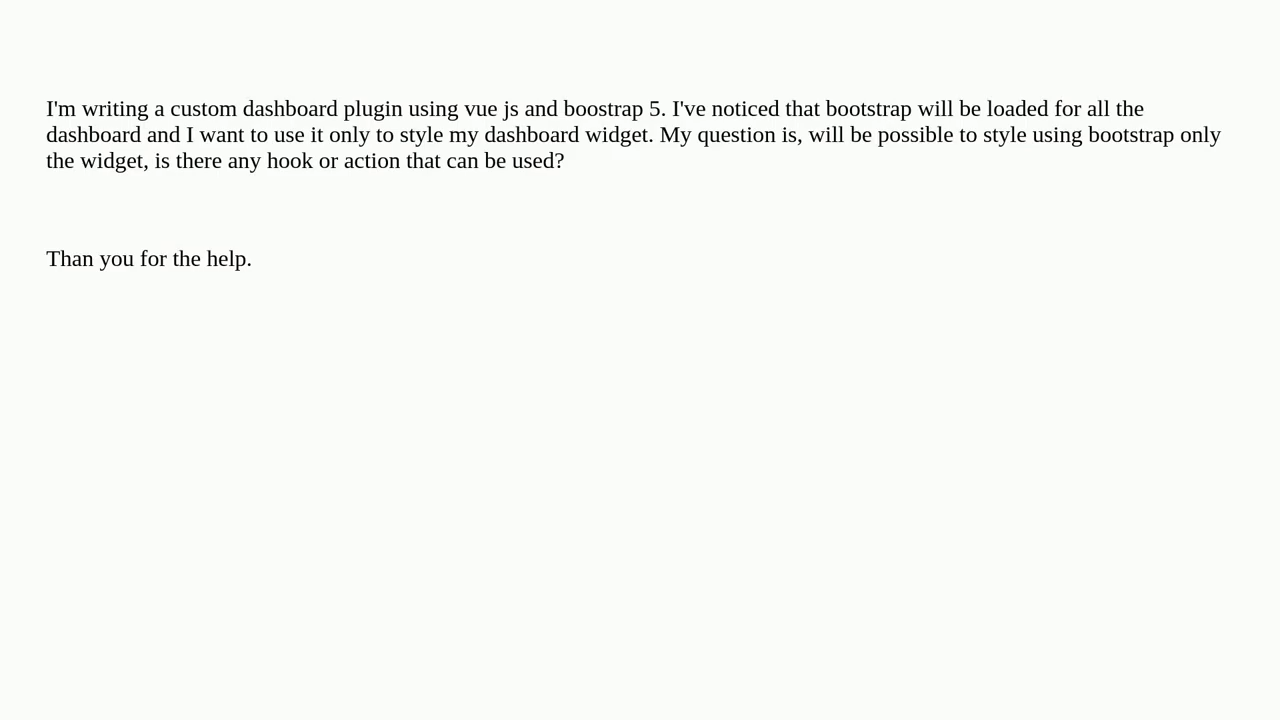 I'm writing a custom dashboard plugin using vue js and boostrap 5. I've noticed that bootstrap will be loaded for all the
dashboard and I want to use it only to style my dashboard widget. My question is, will be possible to style using bootstrap only
the widget, is there any hook or action that can be used?
Than you for the help.